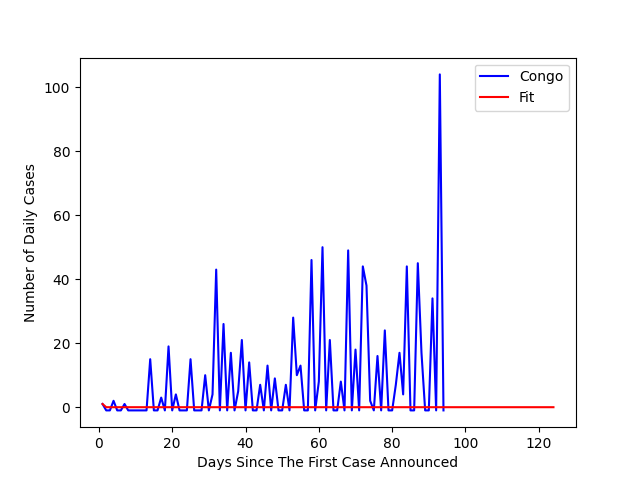 Congo
Fit
100
80
60
40
20
0
Number of Daily Cases
0 20 40 60 80 100 120
Days Since The First Case Announced